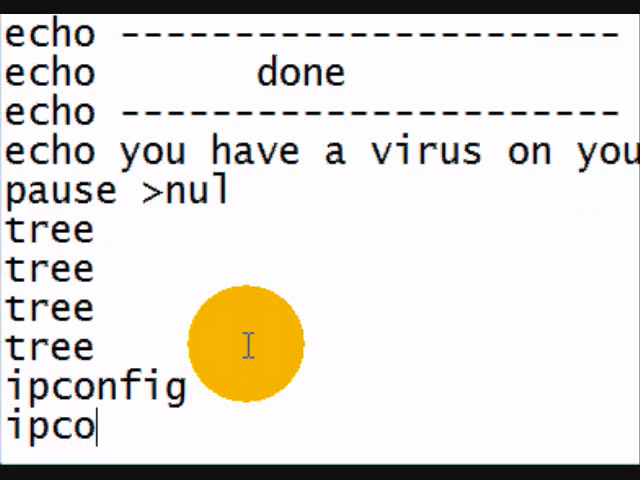 echo ----------------------
echo       done
echo ----------------------
echo you have a virus on you
pause >nul
tree
tree
tree
tree
ipconfig
ipco